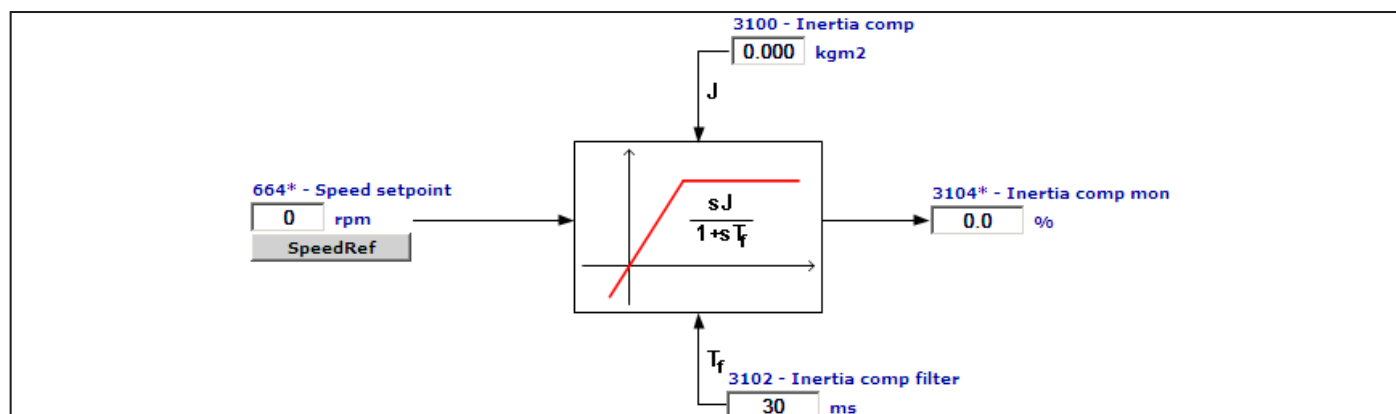 3100 - Inertia comp
0.000 kgm2
J
664* - Speed setpoint
0 rpm
SpeedRef
sJ
1+sTf
3104* - Inertia comp mon
0.0 %
Tf
3102 - Inertia comp filter
30 ms